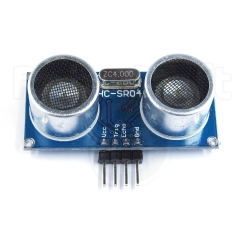 ZC4.000
HC-SR04
Vcc
Trig
Echo
Gnd